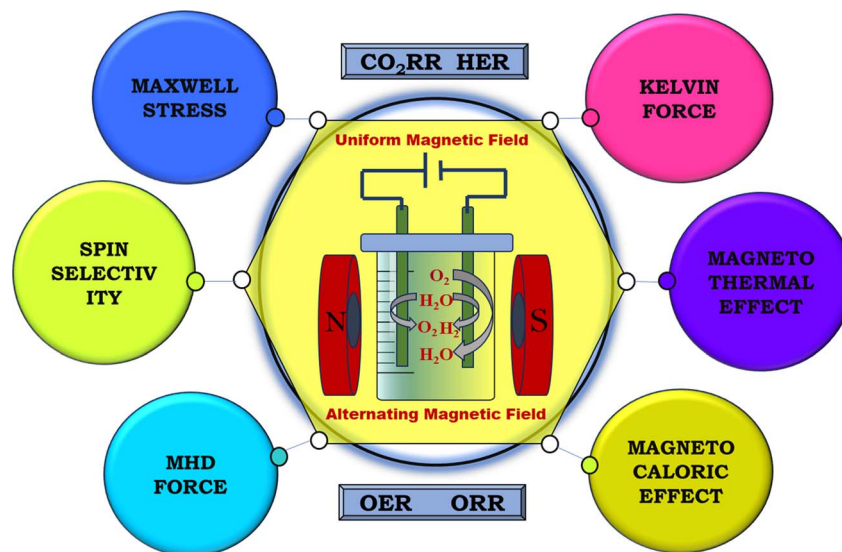 CO₂RR HER
MAXWELL
STRESS
KELVIN
FORCE
Uniform Magnetic Field
SPIN
SELECTIV
ITY
MAGNETO
THERMAL
EFFECT
N
S
O₂
H₂O
O₂ H₂
H₂O
Alternating Magnetic Field
MHD
FORCE
MAGNETO
CALORIC
EFFECT
OER ORR